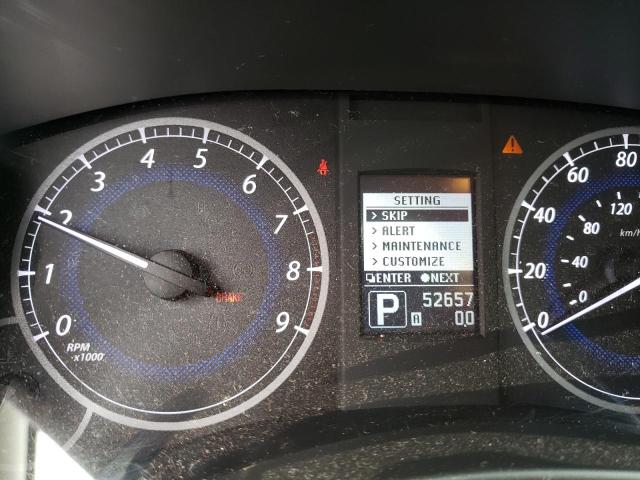 0
1
2
3
4
5
6
7
8
9
RPM
x1000
BRAKE
SETTING
> SKIP
> ALERT
> MAINTENANCE
> CUSTOMIZE
ENTER NEXT
P 52657
A 0.0
0
20
40
60
80
0
40
80
120
km/h